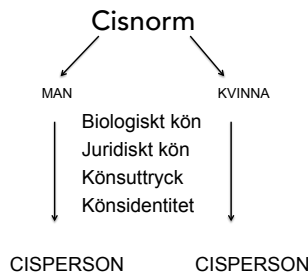 Cisnorm
MAN KVINNA
Biologiskt kön
Juridiskt kön
Könsuttryck
Könsidentitet
CISPERSON CISPERSON